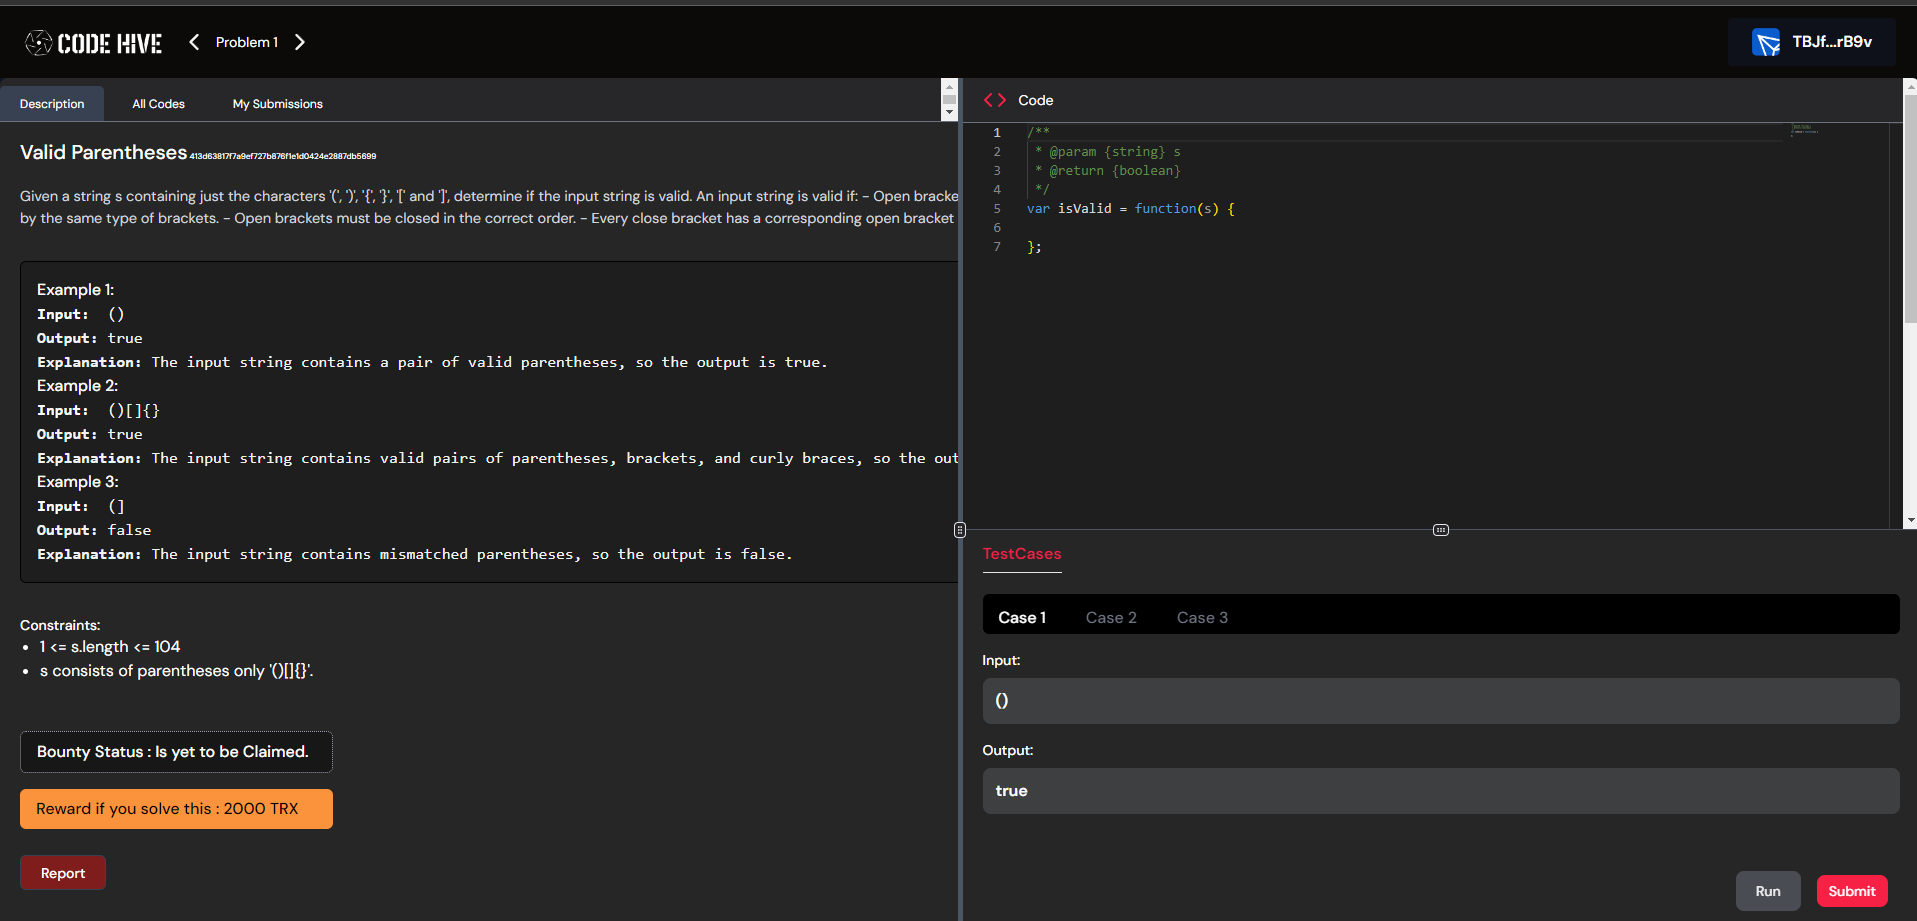 CODE HIVE
Problem 1
TBJf...rB9v
Description
All Codes
My Submissions
Valid Parentheses 413d63817f7a9ef727b876f1e1d0424e2887db5699
Given a string s containing just the characters '(', ')', '{', '}', '[' and ']', determine if the input string is valid. An input string is valid if: - Open bracke
by the same type of brackets. - Open brackets must be closed in the correct order. - Every close bracket has a corresponding open bracket
Example 1:
Input: ()
Output: true
Explanation: The input string contains a pair of valid parentheses, so the output is true.
Example 2:
Input: ()[]{}
Output: true
Explanation: The input string contains valid pairs of parentheses, brackets, and curly braces, so the out
Example 3:
Input: (]
Output: false
Explanation: The input string contains mismatched parentheses, so the output is false.
Constraints:
• 1 <= s.length <= 104
• s consists of parentheses only '()[]{}'.
Bounty Status : Is yet to be Claimed.
Reward if you solve this : 2000 TRX
Report
<> Code
1 /**
2 * @param {string} s
3 * @return {boolean}
4 */
5 var isValid = function(s) {
6
7 };
TestCases
Case 1
Case 2
Case 3
Input:
()
Output:
true
Run
Submit